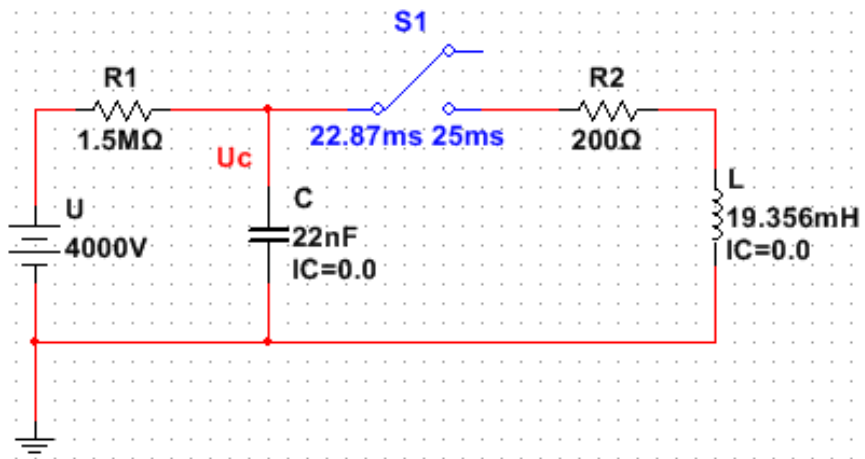 S1
R1
R2
1.5MΩ
22.87ms 25ms
200Ω
Uc
L
C
U
19.356mH
22nF
4000V
IC=0.0
IC=0.0